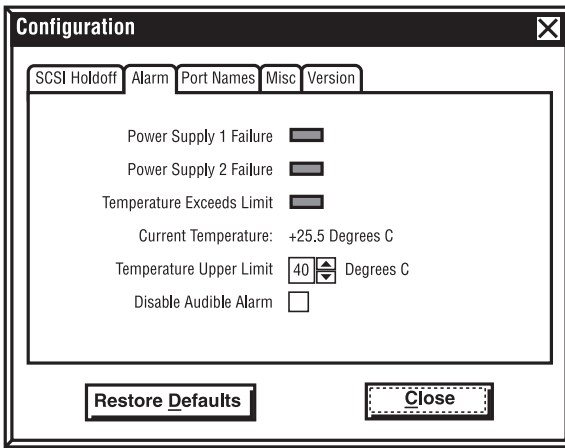 Configuration
SCSI Holdoff Alarm Port Names Misc Version
Power Supply 1 Failure
Power Supply 2 Failure
Temperature Exceeds Limit
Current Temperature: +25.5 Degrees C
Temperature Upper Limit 40 Degrees C
Disable Audible Alarm
Restore Defaults Close